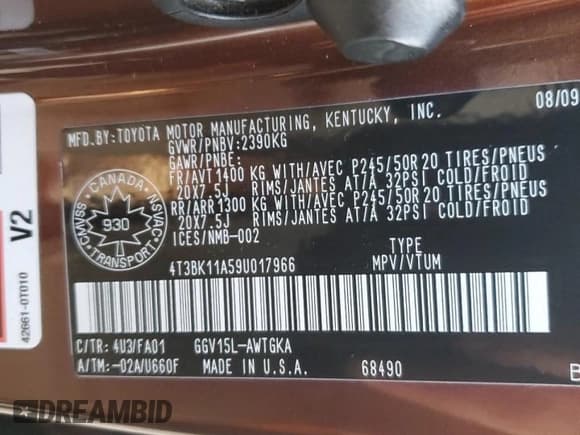 08/09
MFD.BY:TOYOTA MOTOR MANUFACTURING, KENTUCKY, INC.
GVWR/PNBV:2390KG
GAWR/PNBE:
FR/AVT1400 KG WITH/AVEC P245/50R20 TIRES/PNEUS
20X7.5J RIMS/JANTES AT/A 32PSI COLD/FROID
RR/ARR1300 KG WITH/AVEC P245/50R20 TIRES/PNEUS
20X7.5J RIMS/JANTES AT/A 32PSI COLD/FROID
ICES/NMB-002
CANADA
CMVSS
NSVAC
930
TRANSPORT
TYPE
4T3BK11A59U017966 MPV/VTUM
C/TR: 4U3/FA01 GGV15L-AWTGKA
A/TM:-02A/U660F MADE IN U.S.A. 68490 B
V2
42661-0T010
DREAMBID